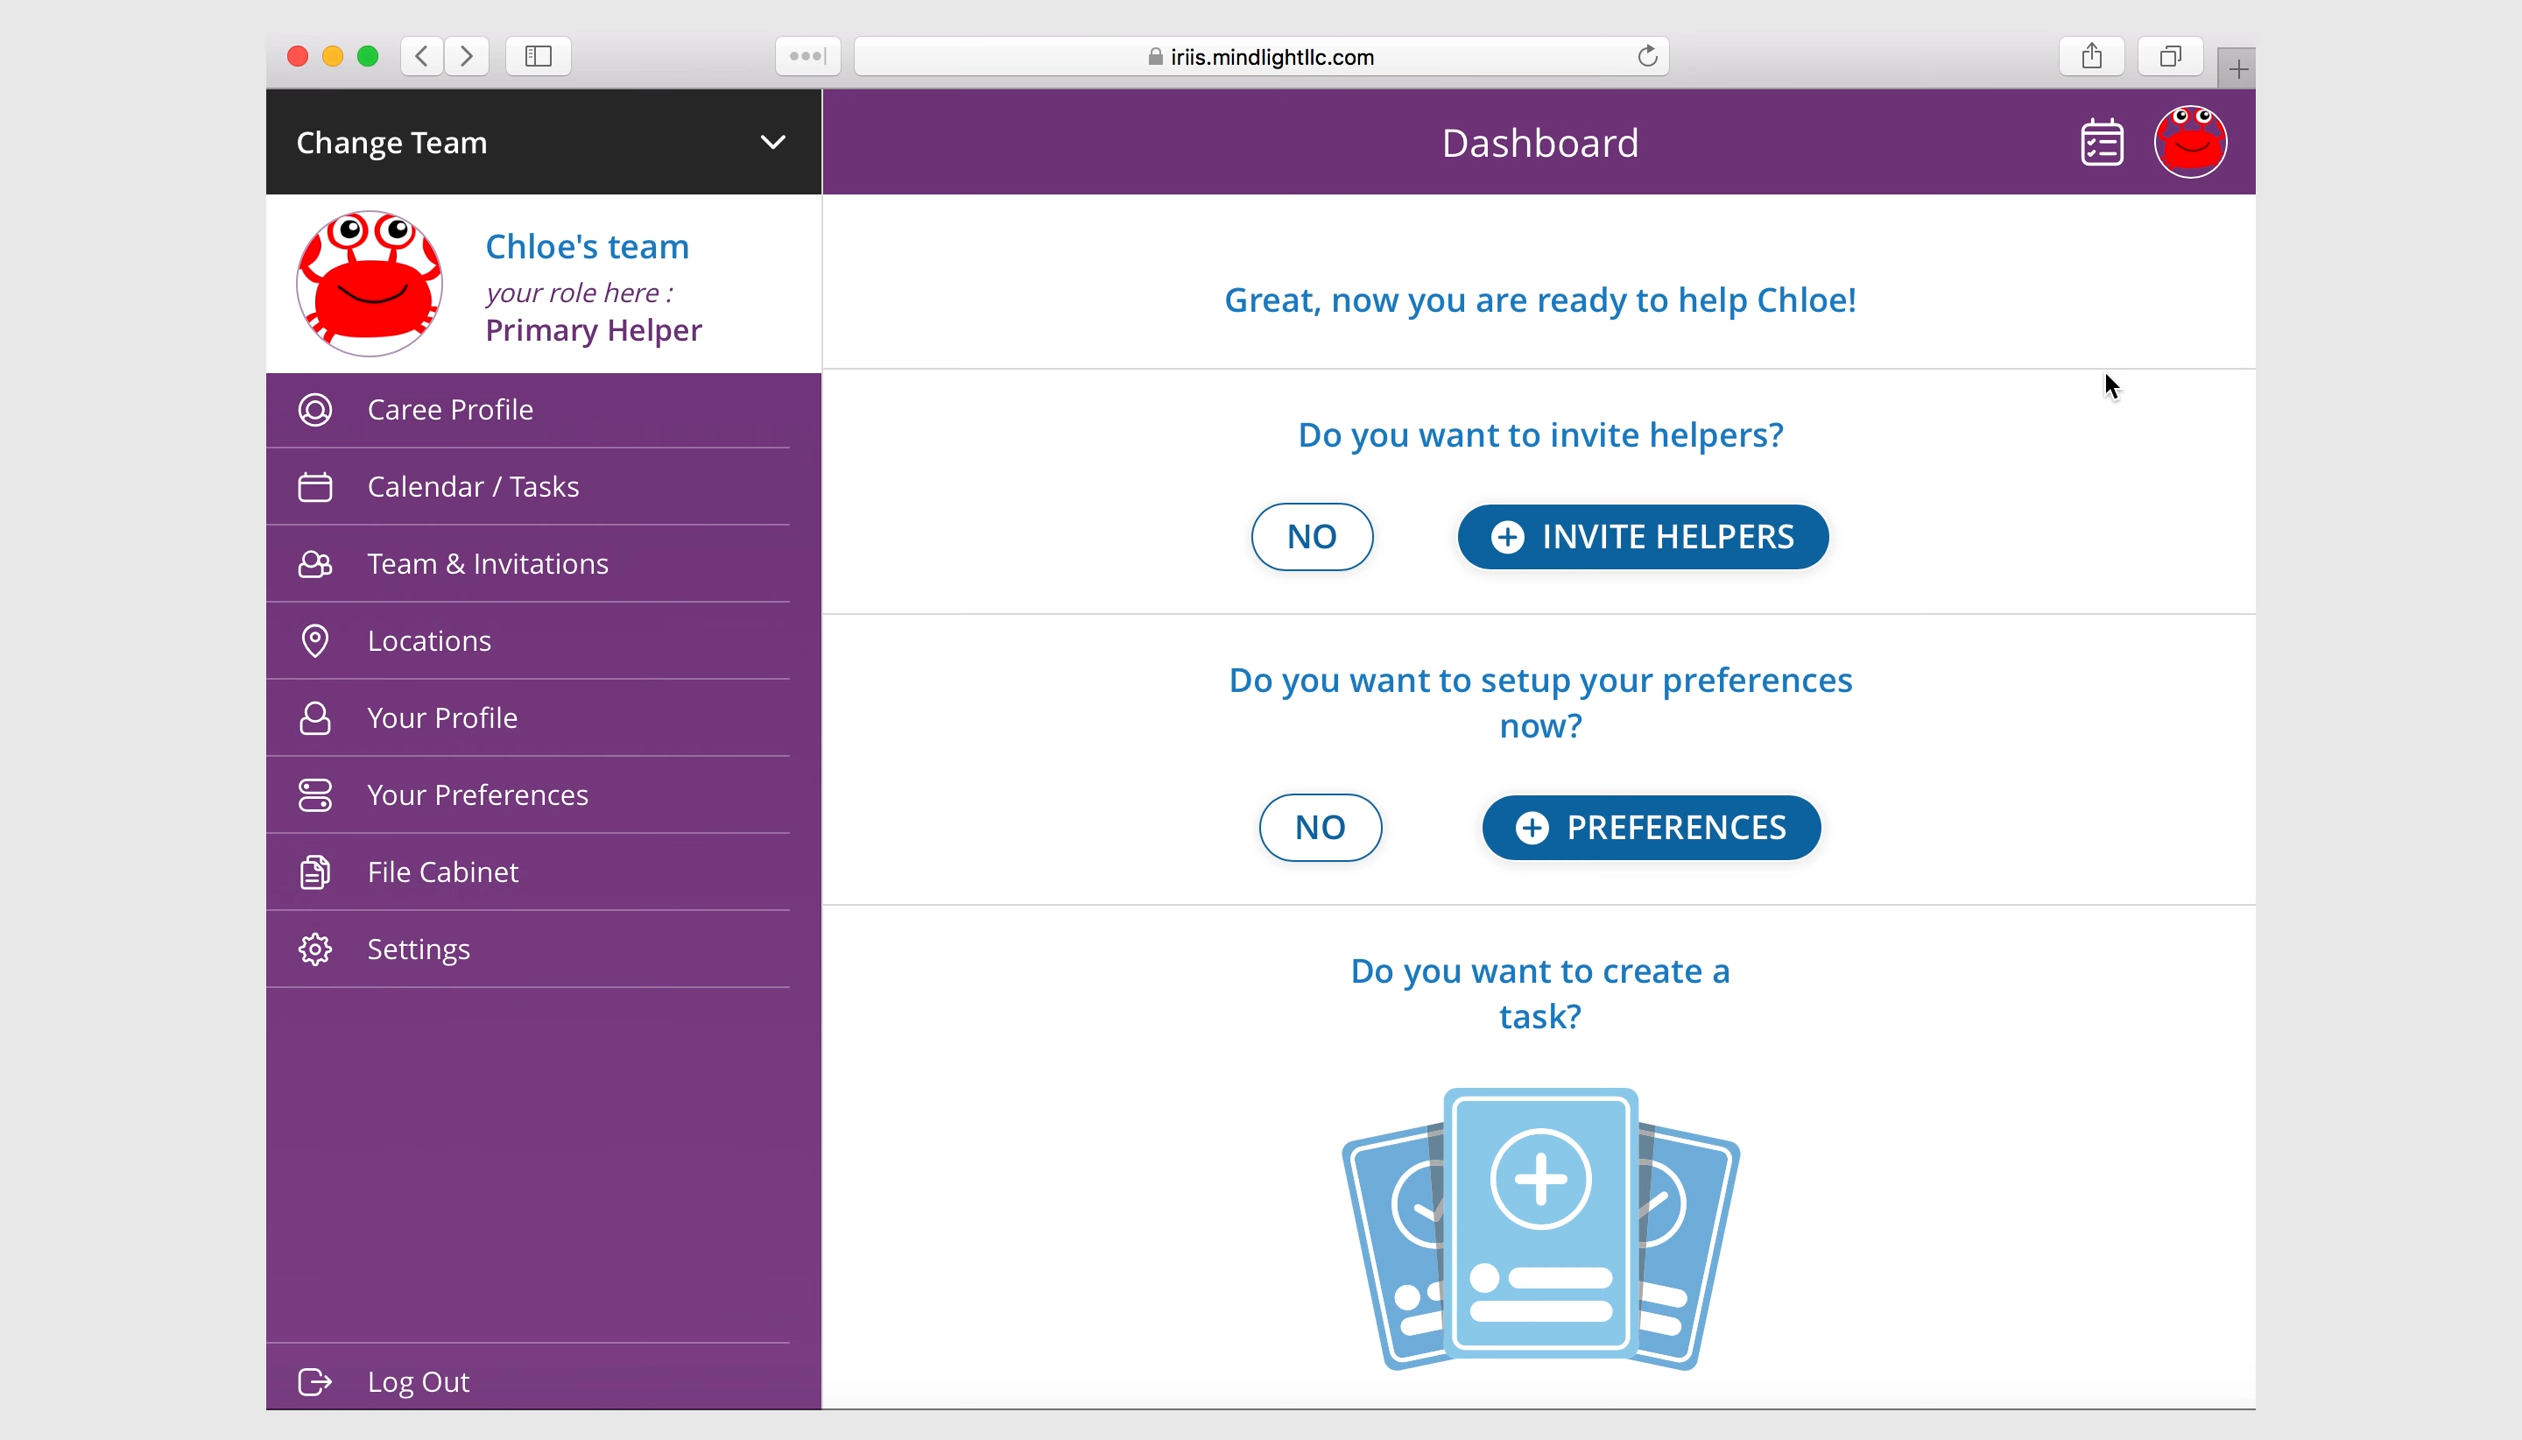 iriis.mindlightllc.com
Change Team
Dashboard
Chloe's team
your role here :
Primary Helper
Caree Profile
Calendar / Tasks
Team & Invitations
Locations
Your Profile
Your Preferences
File Cabinet
Settings
Log Out
Great, now you are ready to help Chloe!
Do you want to invite helpers?
NO
INVITE HELPERS
Do you want to setup your preferences
now?
NO
PREFERENCES
Do you want to create a
task?